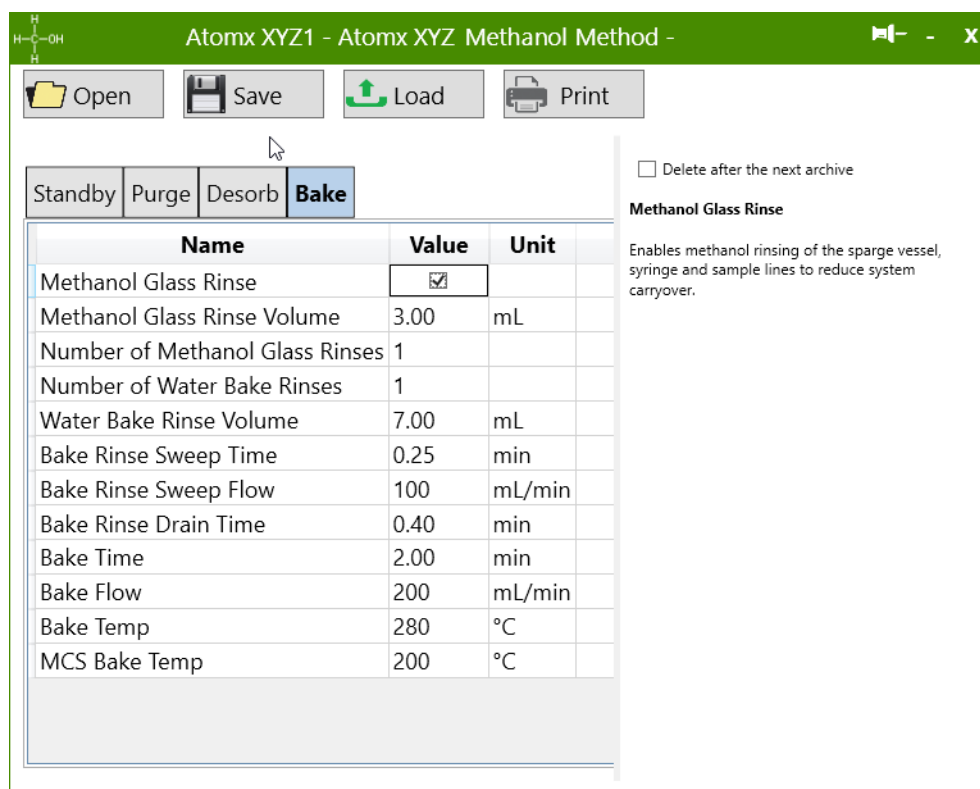 H
H-C-OH
H
Atomx XYZ1 - Atomx XYZ Methanol Method -
- x
Open Save Load Print
Standby Purge Desorb Bake
Name Value Unit
Methanol Glass Rinse
Methanol Glass Rinse Volume 3.00 mL
Number of Methanol Glass Rinses 1
Number of Water Bake Rinses 1
Water Bake Rinse Volume 7.00 mL
Bake Rinse Sweep Time 0.25 min
Bake Rinse Sweep Flow 100 mL/min
Bake Rinse Drain Time 0.40 min
Bake Time 2.00 min
Bake Flow 200 mL/min
Bake Temp 280 °C
MCS Bake Temp 200 °C
Delete after the next archive
Methanol Glass Rinse
Enables methanol rinsing of the sparge vessel,
syringe and sample lines to reduce system
carryover.